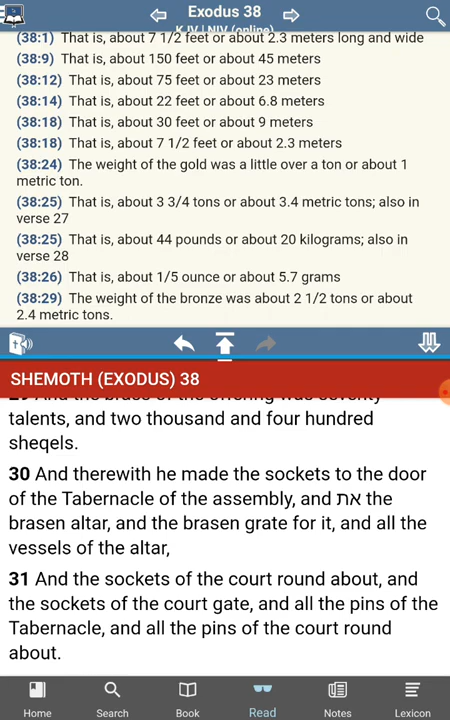 Exodus 38
KJV | NIV (online)
(38:1) That is, about 7 1/2 feet or about 2.3 meters long and wide
(38:9) That is, about 150 feet or about 45 meters
(38:12) That is, about 75 feet or about 23 meters
(38:14) That is, about 22 feet or about 6.8 meters
(38:18) That is, about 30 feet or about 9 meters
(38:18) That is, about 7 1/2 feet or about 2.3 meters
(38:24) The weight of the gold was a little over a ton or about 1
metric ton.
(38:25) That is, about 3 3/4 tons or about 3.4 metric tons; also in
verse 27
(38:25) That is, about 44 pounds or about 20 kilograms; also in
verse 28
(38:26) That is, about 1/5 ounce or about 5.7 grams
(38:29) The weight of the bronze was about 2 1/2 tons or about
2.4 metric tons.
SHEMOTH (EXODUS) 38
29 And the brass of the offering was seventy
talents, and two thousand and four hundred
sheqels.
30 And therewith he made the sockets to the door
of the Tabernacle of the assembly, and את the
brasen altar, and the brasen grate for it, and all the
vessels of the altar,
31 And the sockets of the court round about, and
the sockets of the court gate, and all the pins of the
Tabernacle, and all the pins of the court round
about.
Home Search Book Read Notes Lexicon